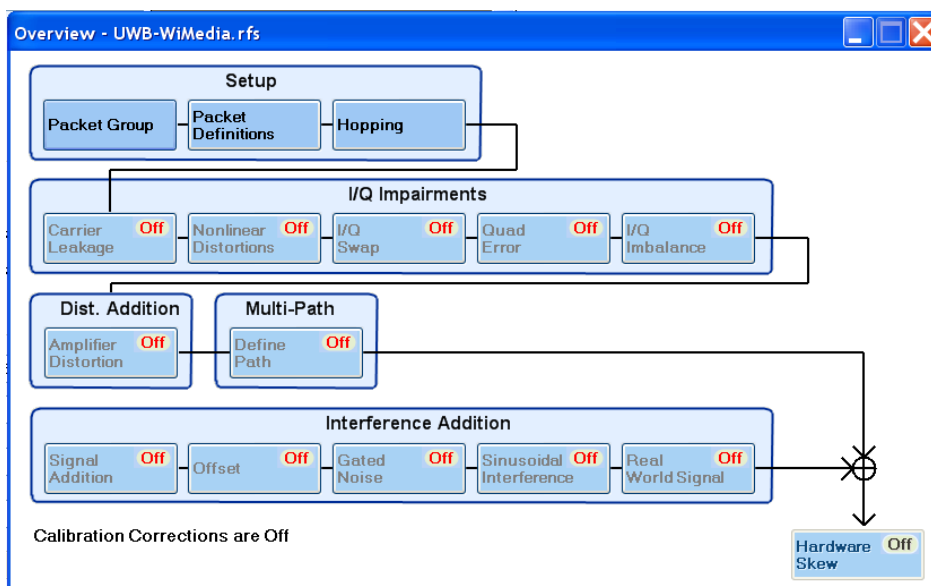 Overview - UWB-WiMedia.rfs
Setup
Packet Group
Packet
Definitions
Hopping
I/Q Impairments
Carrier Off
Leakage
Nonlinear Off
Distortions
I/Q Off
Swap
Quad Off
Error
I/Q Off
Imbalance
Dist. Addition
Amplifier Off
Distortion
Multi-Path
Define Off
Path
Interference Addition
Signal Off
Addition
Offset Off
Gated Off
Noise
Sinusoidal Off
Interference
Real Off
World Signal
Calibration Corrections are Off
Hardware Off
Skew